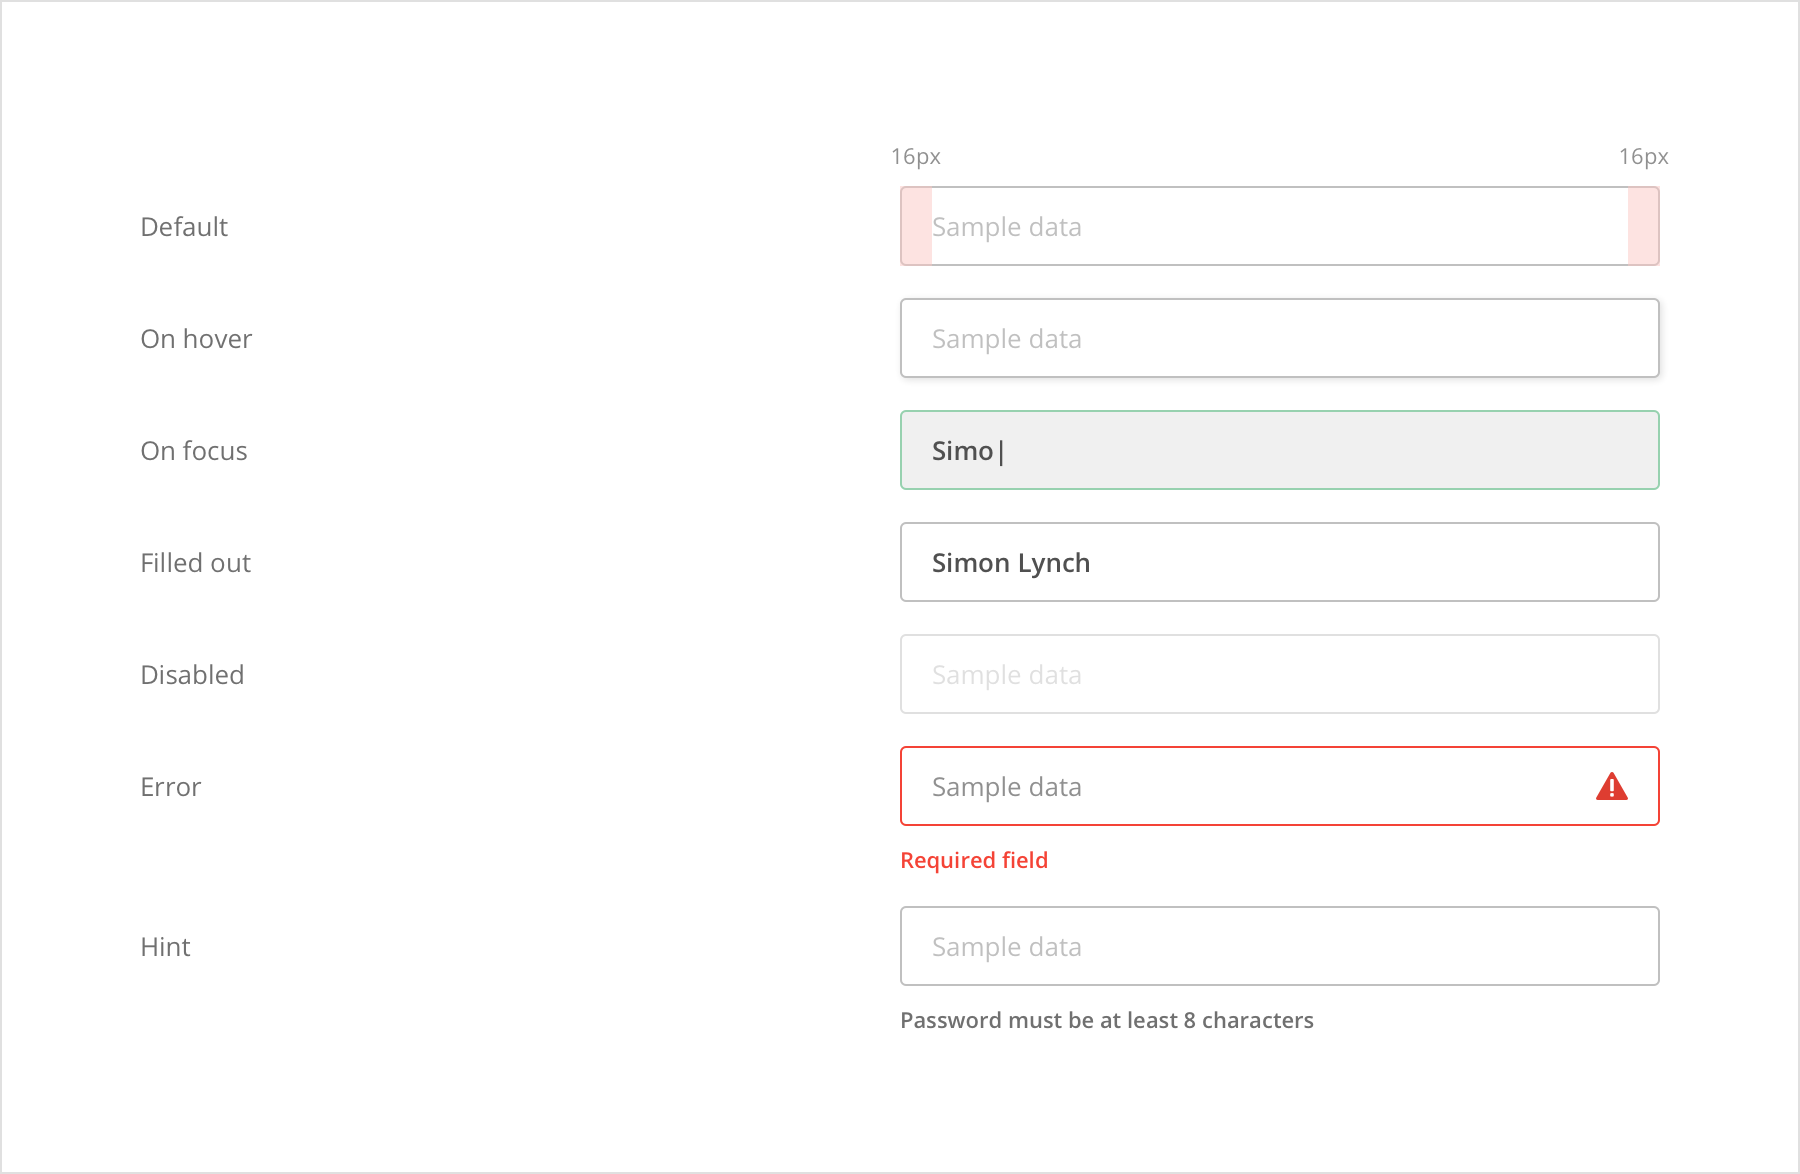 16px 16px
Default Sample data
On hover Sample data
On focus Simo|
Filled out Simon Lynch
Disabled Sample data
Error Sample data
Required field
Hint Sample data
Password must be at least 8 characters